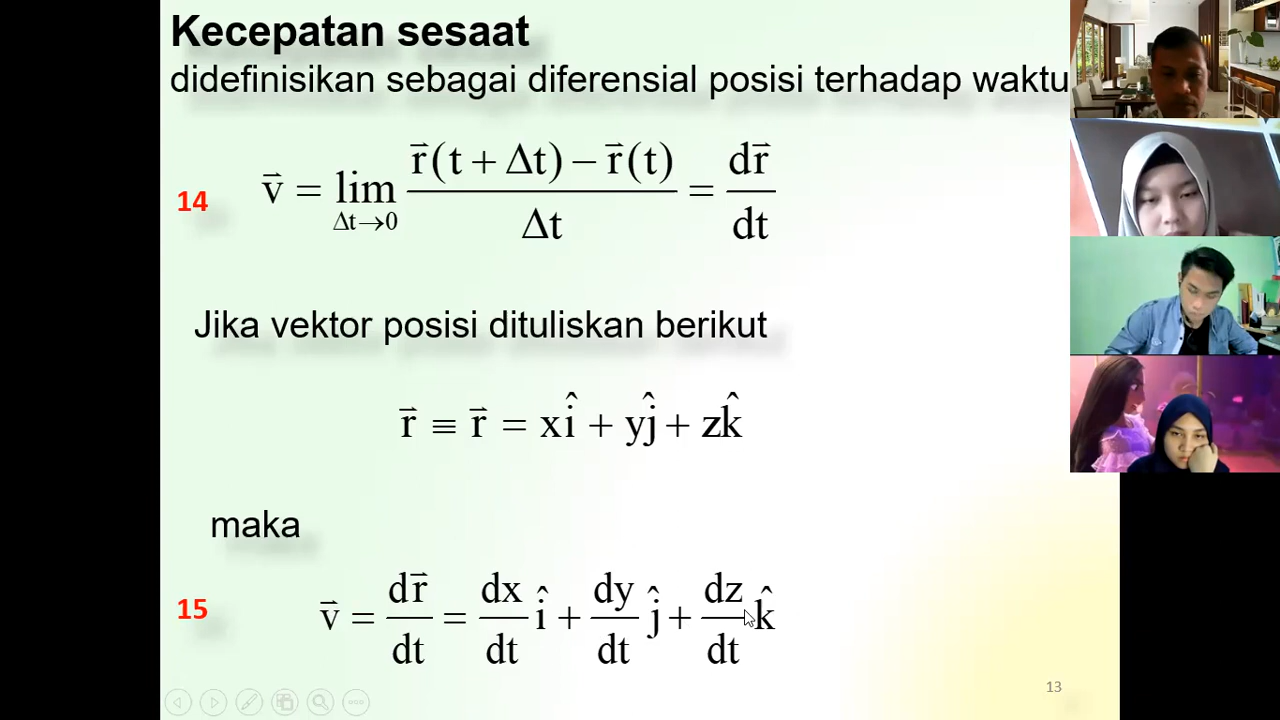 Kecepatan sesaat
didefinisikan sebagai diferensial posisi terhadap waktu
14 v⃗ = lim Δt→0 (r⃗(t + Δt) − r⃗(t)) / Δt = dr⃗/dt
Jika vektor posisi dituliskan berikut
r⃗ ≡ r⃗ = xî + yĵ + zk̂
maka
15 v⃗ = dr⃗/dt = dx/dt î + dy/dt ĵ + dz/dt k̂
13